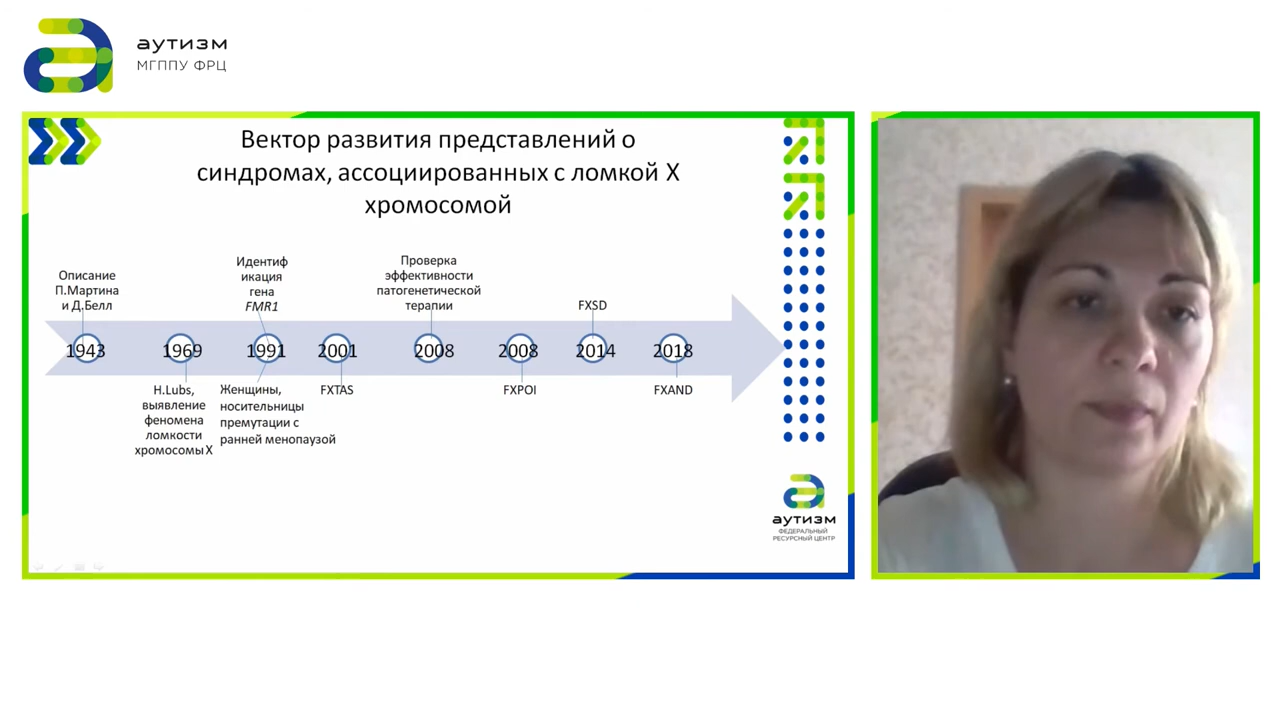 аутизм
МГППУ ФРЦ
Вектор развития представлений о
синдромах, ассоциированных с ломкой X
хромосомой
Описание
П.Мартина
и Д.Белл
Идентиф
икация
гена
FMR1
Проверка
эффективности
патогенетической
терапии
FXSD
1943
1969
1991
2001
2008
2008
2014
2018
H.Lubs,
выявление
феномена
ломкости
хромосомы X
Женщины,
носительницы
премутации с
ранней менопаузой
FXTAS
FXPOI
FXAND
аутизм
ФЕДЕРАЛЬНЫЙ
РЕСУРСНЫЙ ЦЕНТР